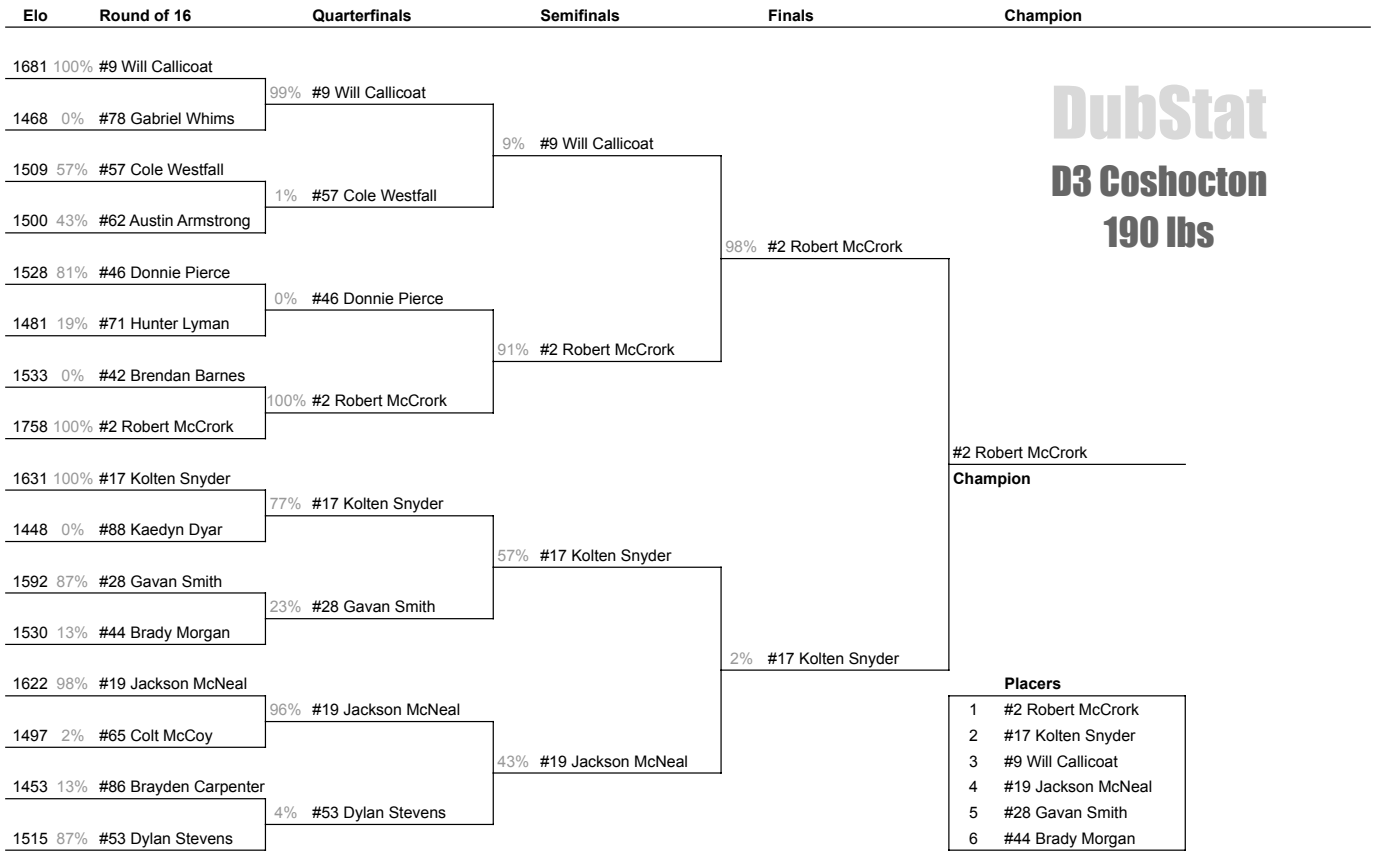 Elo Round of 16 Quarterfinals Semifinals Finals Champion
1681 100% #9 Will Callicoat
99% #9 Will Callicoat
1468 0% #78 Gabriel Whims
9% #9 Will Callicoat
1509 57% #57 Cole Westfall
1% #57 Cole Westfall
1500 43% #62 Austin Armstrong
98% #2 Robert McCrork
1528 81% #46 Donnie Pierce
0% #46 Donnie Pierce
1481 19% #71 Hunter Lyman
91% #2 Robert McCrork
1533 0% #42 Brendan Barnes
100% #2 Robert McCrork
1758 100% #2 Robert McCrork
#2 Robert McCrork
Champion
1631 100% #17 Kolten Snyder
77% #17 Kolten Snyder
1448 0% #88 Kaedyn Dyar
57% #17 Kolten Snyder
1592 87% #28 Gavan Smith
23% #28 Gavan Smith
1530 13% #44 Brady Morgan
2% #17 Kolten Snyder
1622 98% #19 Jackson McNeal
96% #19 Jackson McNeal
1497 2% #65 Colt McCoy
43% #19 Jackson McNeal
1453 13% #86 Brayden Carpenter
4% #53 Dylan Stevens
1515 87% #53 Dylan Stevens
DubStat
D3 Coshocton
190 lbs
Placers
1 #2 Robert McCrork
2 #17 Kolten Snyder
3 #9 Will Callicoat
4 #19 Jackson McNeal
5 #28 Gavan Smith
6 #44 Brady Morgan